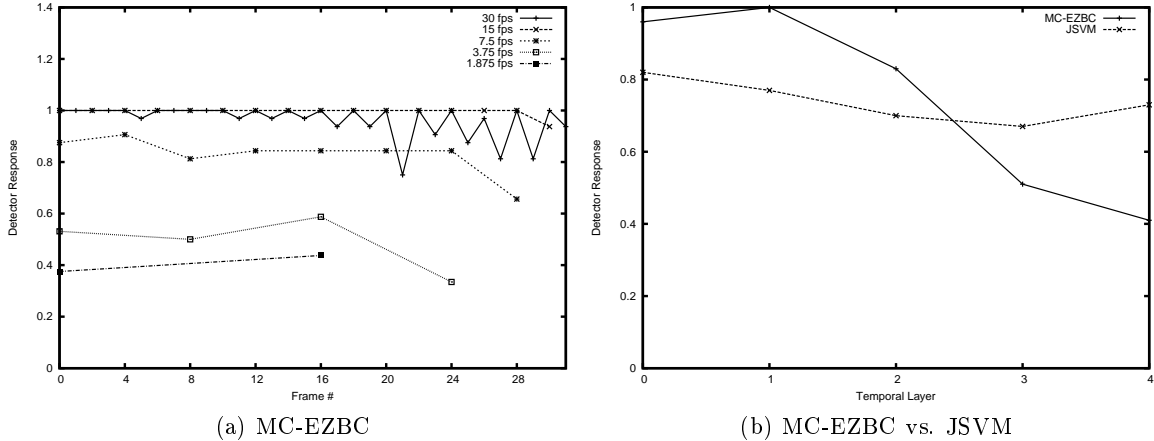 1.4
1.2
1
0.8
0.6
0.4
0.2
0
Detector Response
0 4 8 12 16 20 24 28
Frame #
30 fps
15 fps
7.5 fps
3.75 fps
1.875 fps
(a) MC-EZBC
1
0.8
0.6
0.4
0.2
0
Detector Response
0 1 2 3 4
Temporal Layer
MC-EZBC
JSVM
(b) MC-EZBC vs. JSVM